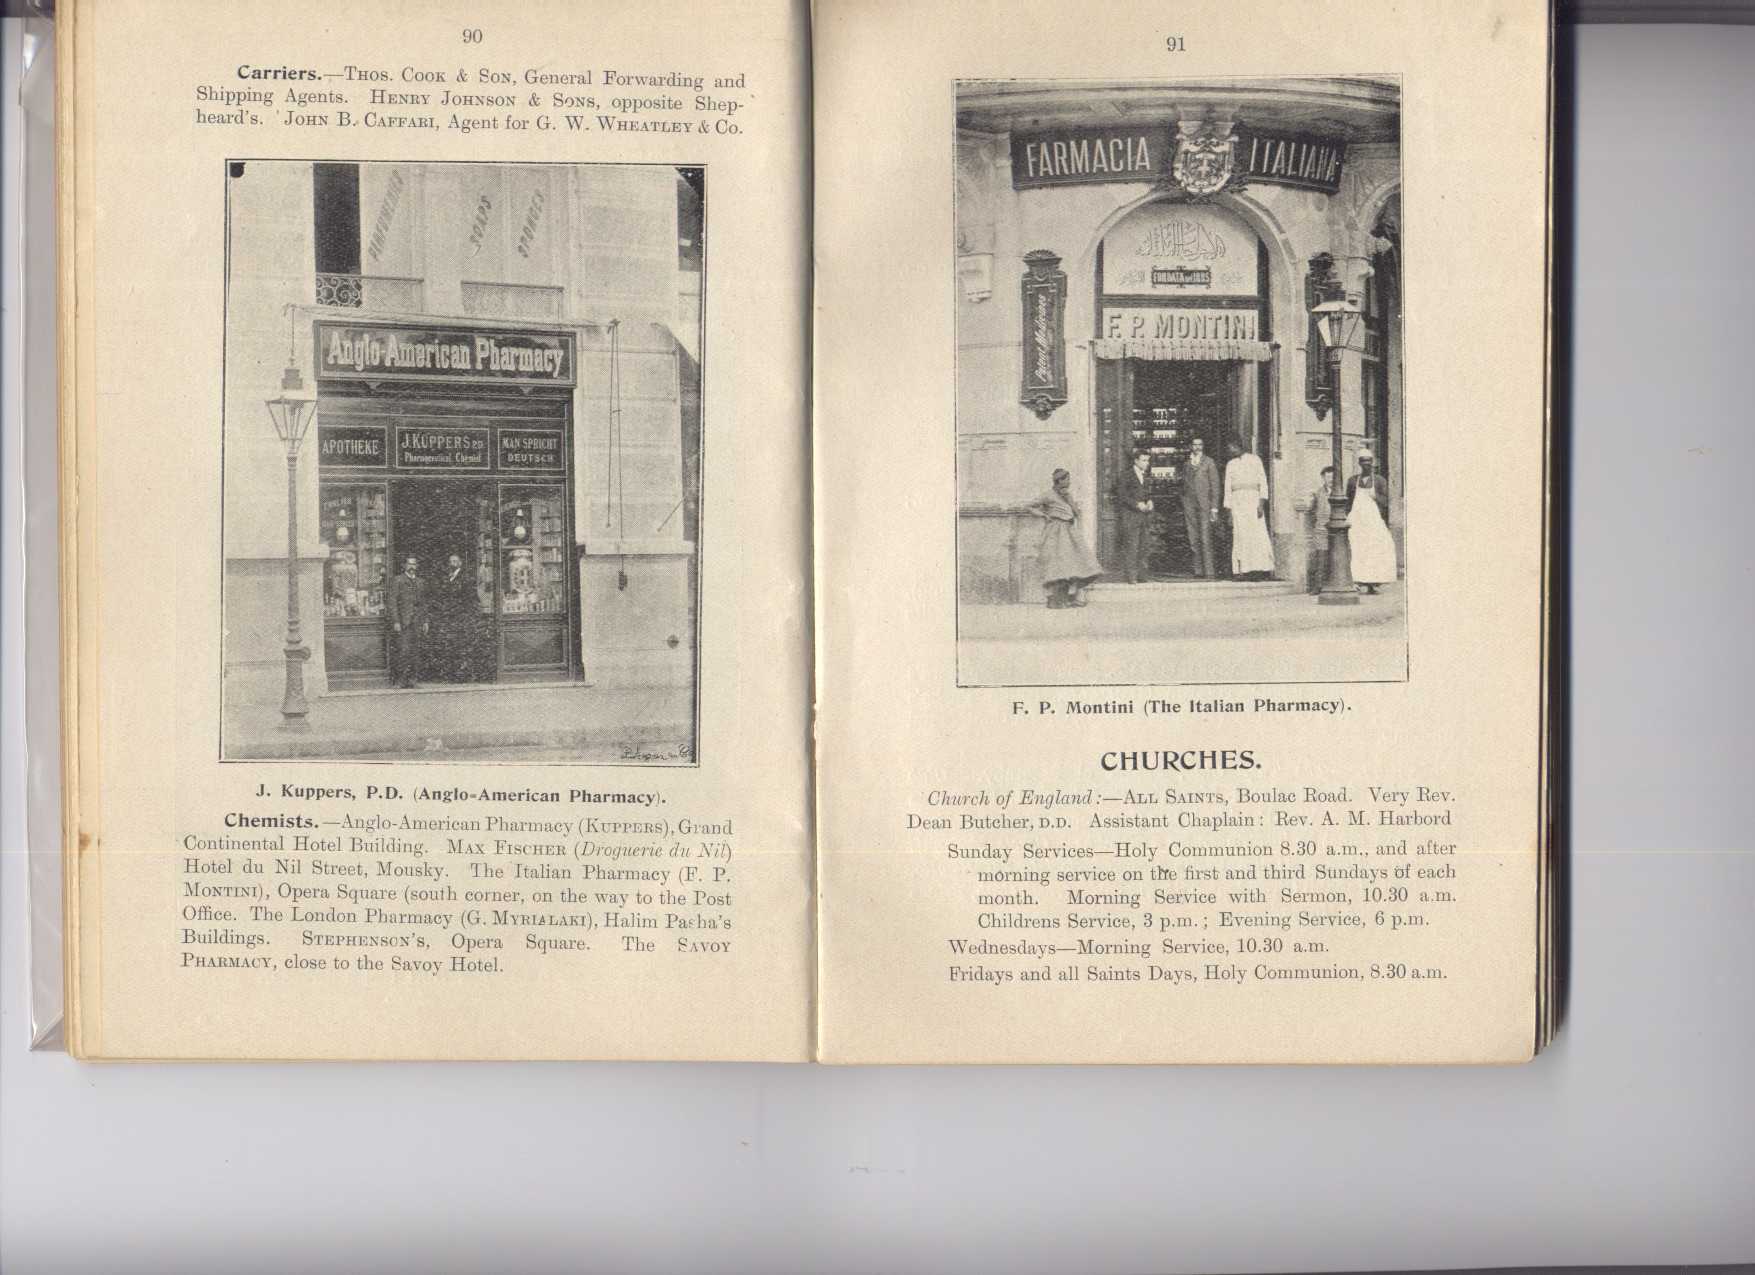 90
Carriers.—Thos. Cook & Son, General Forwarding and
Shipping Agents. Henry Johnson & Sons, opposite Shep-
heard's. John B. Caffari, Agent for G. W. Wheatley & Co.
PERFUMERIES
SOAPS
SPONGES
Anglo-American Pharmacy
APOTHEKE
J. KÜPPERS PD.
Pharmaceutical Chemist
MAN SPRICHT
DEUTSCH
J. Kuppers, P.D. (Anglo-American Pharmacy).
Chemists.—Anglo-American Pharmacy (Kuppers), Grand
Continental Hotel Building. Max Fischer (Droguerie du Nil)
Hotel du Nil Street, Mousky. The Italian Pharmacy (F. P.
Montini), Opera Square (south corner, on the way to the Post
Office. The London Pharmacy (G. Myrialaki), Halim Pasha's
Buildings. Stephenson's, Opera Square. The Savoy
Pharmacy, close to the Savoy Hotel.
91
FARMACIA ITALIANA
F. P. MONTINI
Patent Medicines
F. P. Montini (The Italian Pharmacy).
CHURCHES.
Church of England:—All Saints, Boulac Road. Very Rev.
Dean Butcher, D.D. Assistant Chaplain: Rev. A. M. Harbord
Sunday Services—Holy Communion 8.30 a.m., and after
morning service on the first and third Sundays of each
month. Morning Service with Sermon, 10.30 a.m.
Childrens Service, 3 p.m.; Evening Service, 6 p.m.
Wednesdays—Morning Service, 10.30 a.m.
Fridays and all Saints Days, Holy Communion, 8.30 a.m.